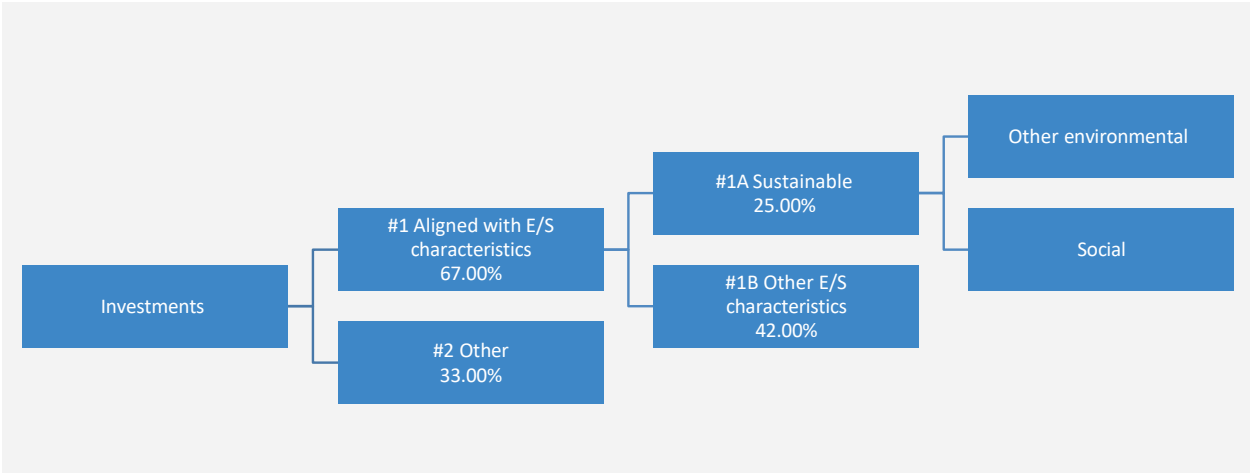 Investments
#1 Aligned with E/S
characteristics
67.00%
#2 Other
33.00%
#1A Sustainable
25.00%
#1B Other E/S
characteristics
42.00%
Other environmental
Social